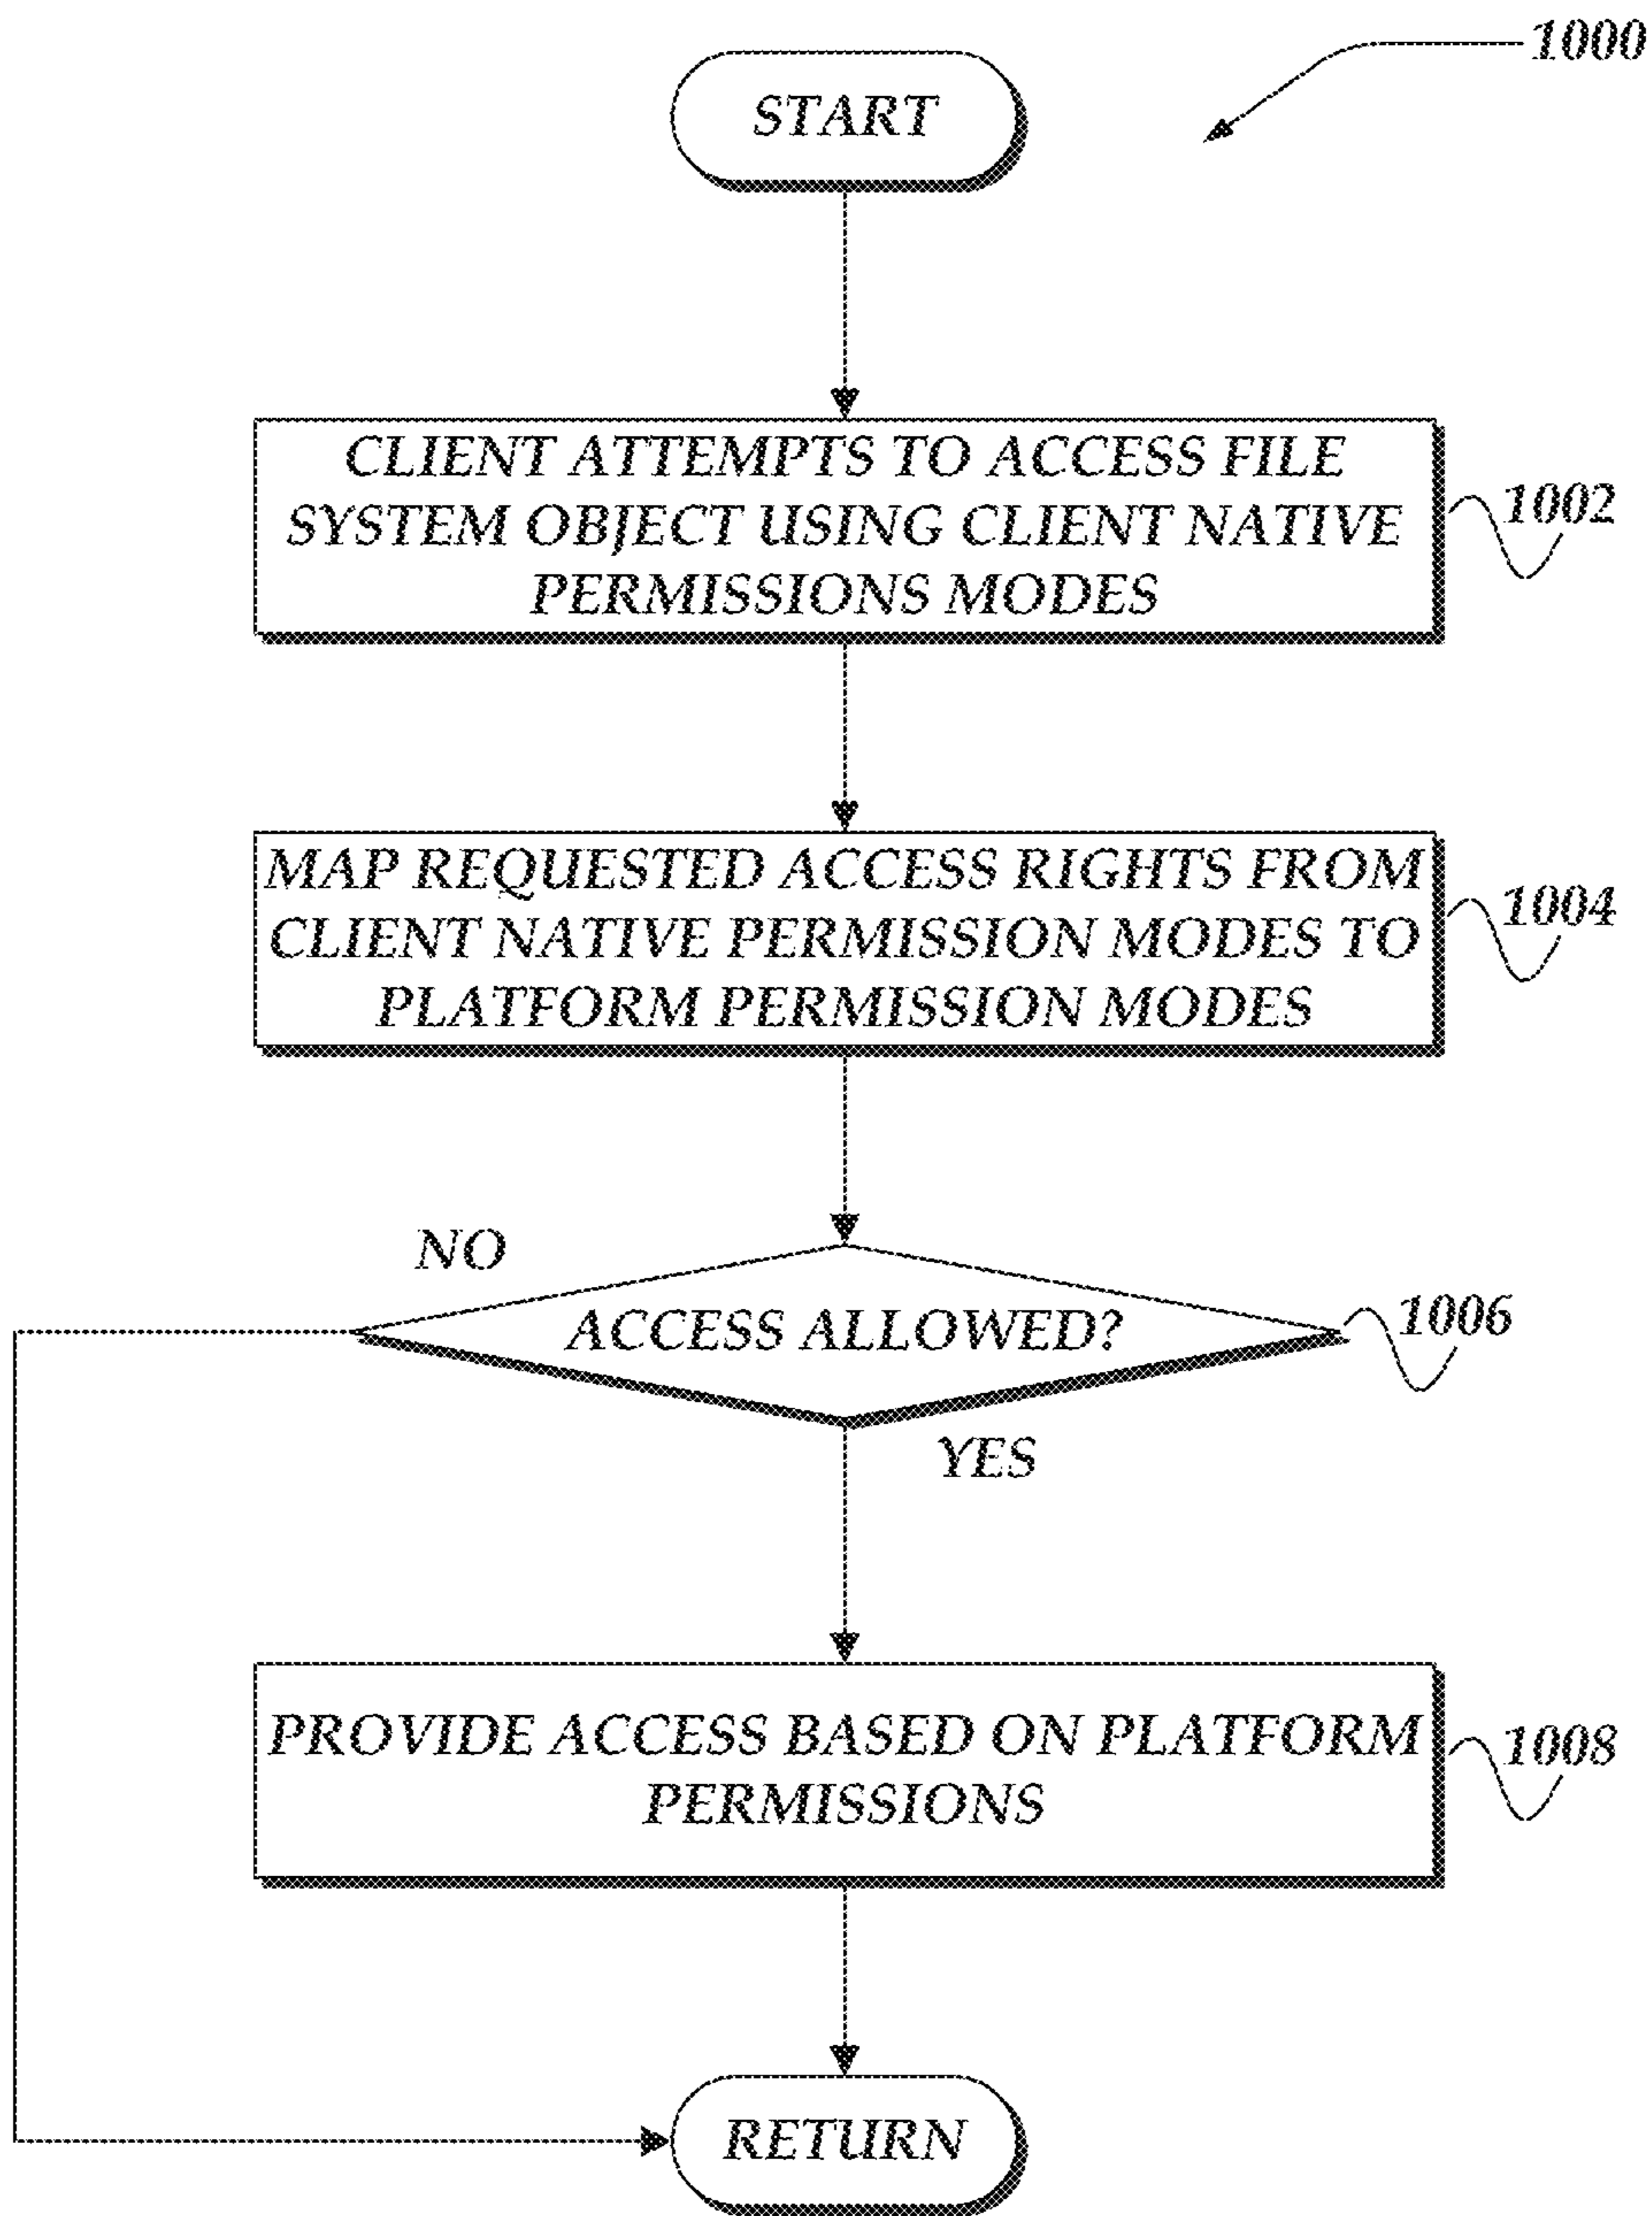 1000
START
CLIENT ATTEMPTS TO ACCESS FILE
SYSTEM OBJECT USING CLIENT NATIVE
PERMISSIONS MODES
1002
MAP REQUESTED ACCESS RIGHTS FROM
CLIENT NATIVE PERMISSION MODES TO
PLATFORM PERMISSION MODES
1004
NO
ACCESS ALLOWED?
1006
YES
PROVIDE ACCESS BASED ON PLATFORM
PERMISSIONS
1008
RETURN